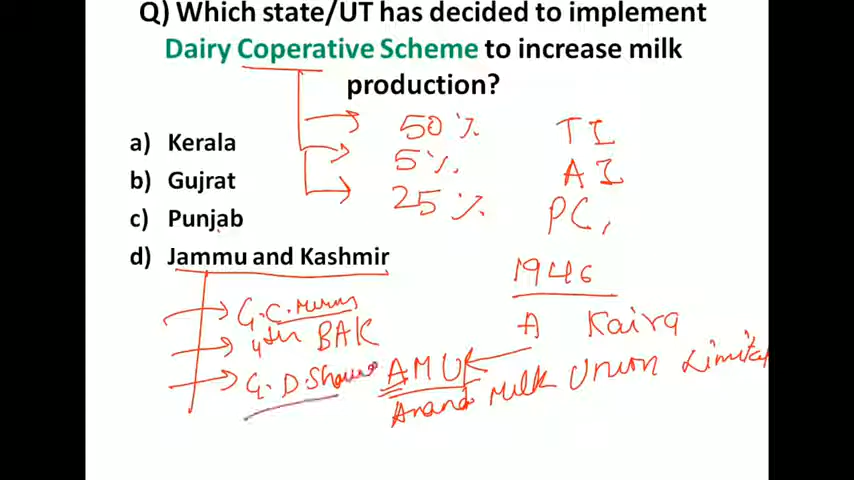 Q) Which state/UT has decided to implement
Dairy Coperative Scheme to increase milk
production?
50 % TI
a) Kerala
5 % AI
b) Gujrat
25 % PC,
c) Punjab
d) Jammu and Kashmir
1946
G. C. Murmu
A Kaira
BAK
G. D. Sharma
AMUL
Anand Milk Union Limited